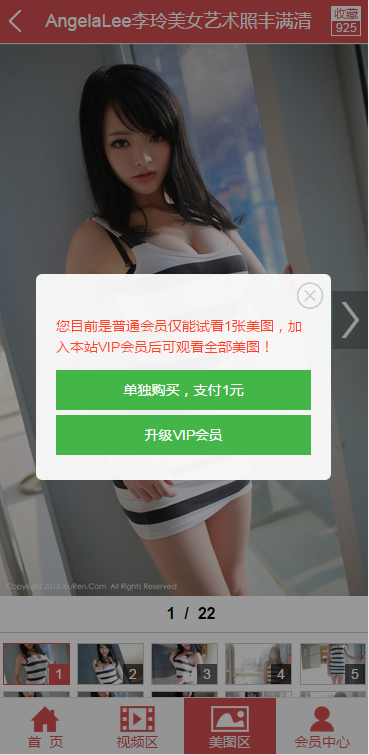 AngelaLee李玲美女艺术照丰满清
收藏
925
您目前是普通会员仅能试看1张美图，加
入本站VIP会员后可观看全部美图！
单独购买，支付1元
升级VIP会员
Copyright 2013 XiuRen.Com All Rights Reserved
1 / 22
1 2 3 4 5
首 页 视频区 美图区 会员中心